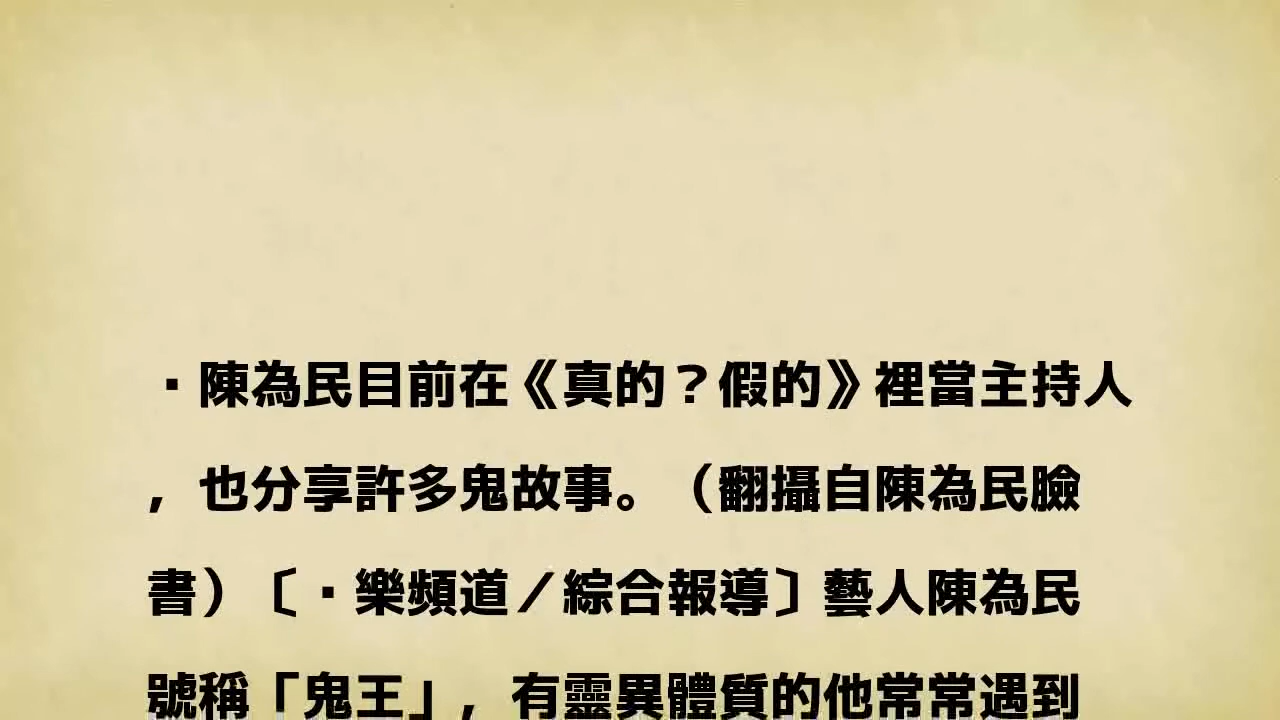 ▪陳為民目前在《真的？假的》裡當主持人
，也分享許多鬼故事。（翻攝自陳為民臉
書）〔▪樂頻道／綜合報導〕藝人陳為民
號稱「鬼王」，有靈異體質的他常常遇到